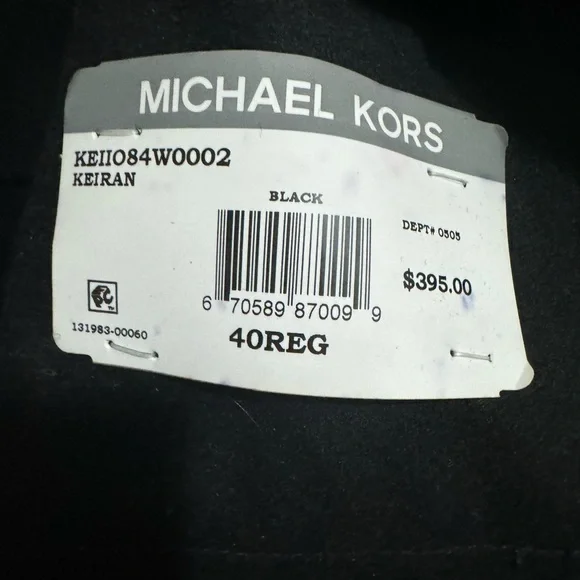 MICHAEL KORS
KEII084W0002
KEIRAN
BLACK
DEPT# 0505
$395.00
6 70589 87009 9
131983-00060
40REG